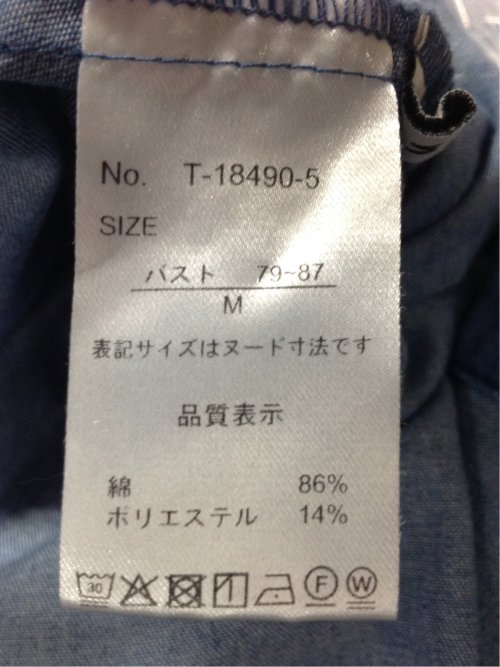 No. T-18490-5
SIZE
バスト 79~87
M
表記サイズはヌード寸法です
品質表示
綿 86%
ポリエステル 14%
30 F W